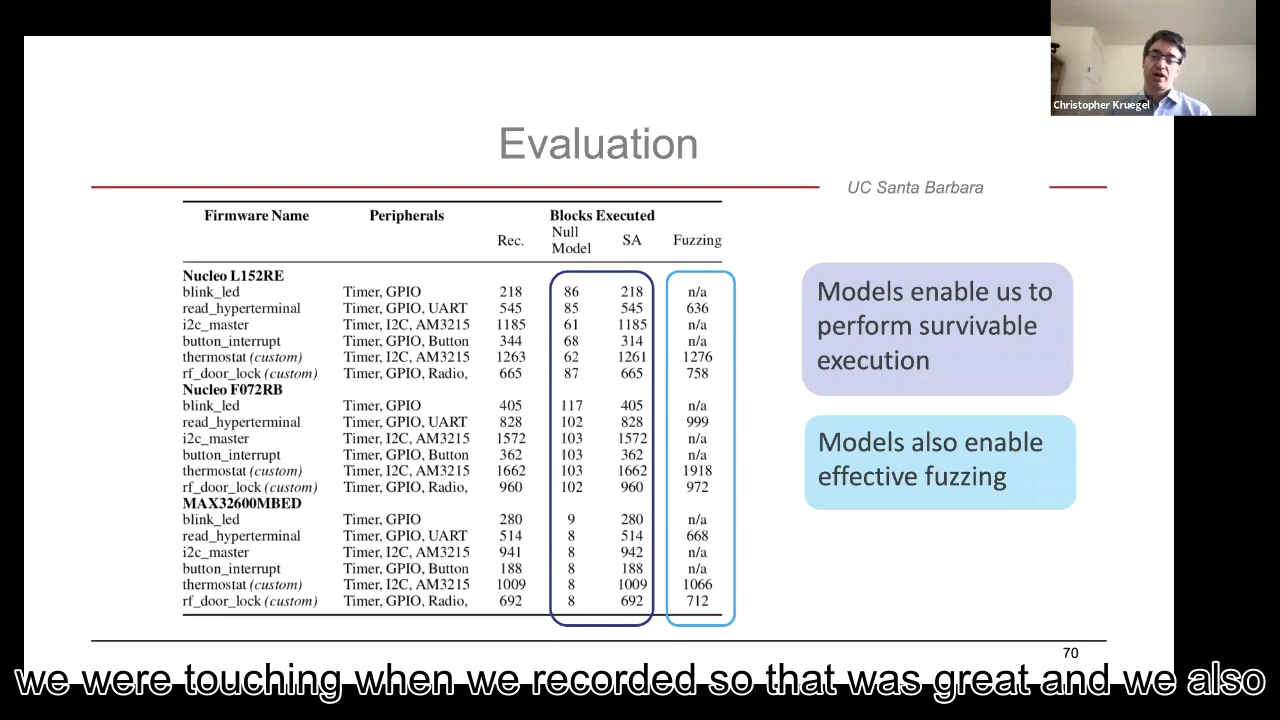 Christopher Kruegel
Evaluation
UC Santa Barbara
Firmware Name Peripherals Blocks Executed
Rec. Null Model SA Fuzzing
Nucleo L152RE
blink_led Timer, GPIO 218 86 218 n/a
read_hyperterminal Timer, GPIO, UART 545 85 545 636
i2c_master Timer, I2C, AM3215 1185 61 1185 n/a
button_interrupt Timer, GPIO, Button 344 68 314 n/a
thermostat (custom) Timer, I2C, AM3215 1263 62 1261 1276
rf_door_lock (custom) Timer, GPIO, Radio, 665 87 665 758
Nucleo F072RB
blink_led Timer, GPIO 405 117 405 n/a
read_hyperterminal Timer, GPIO, UART 828 102 828 999
i2c_master Timer, I2C, AM3215 1572 103 1572 n/a
button_interrupt Timer, GPIO, Button 362 103 362 n/a
thermostat (custom) Timer, I2C, AM3215 1662 103 1662 1918
rf_door_lock (custom) Timer, GPIO, Radio, 960 102 960 972
MAX32600MBED
blink_led Timer, GPIO 280 9 280 n/a
read_hyperterminal Timer, GPIO, UART 514 8 514 668
i2c_master Timer, I2C, AM3215 941 8 942 n/a
button_interrupt Timer, GPIO, Button 188 8 188 n/a
thermostat (custom) Timer, I2C, AM3215 1009 8 1009 1066
rf_door_lock (custom) Timer, GPIO, Radio, 692 8 692 712
Models enable us to
perform survivable
execution
Models also enable
effective fuzzing
70
we were touching when we recorded so that was great and we also